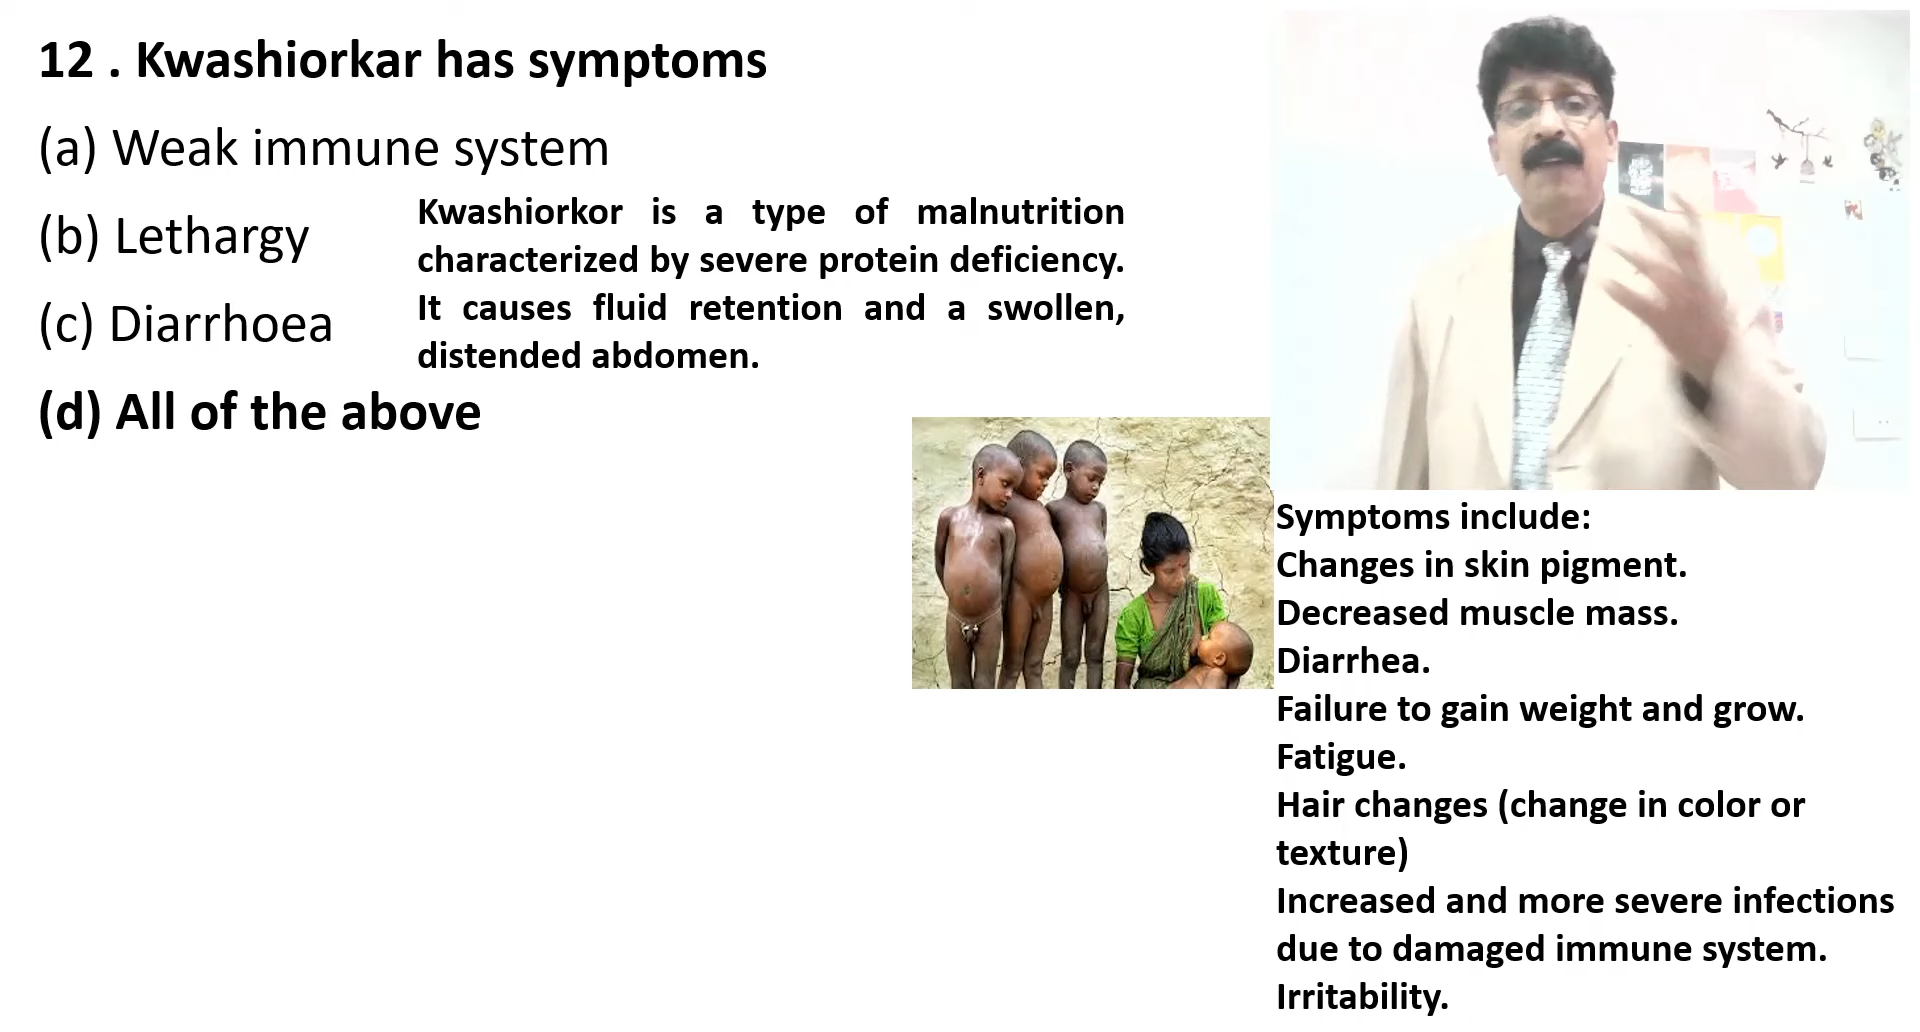 12 . Kwashiorkar has symptoms
(a) Weak immune system
(b) Lethargy
(c) Diarrhoea
(d) All of the above
Kwashiorkor is a type of malnutrition
characterized by severe protein deficiency.
It causes fluid retention and a swollen,
distended abdomen.
Symptoms include:
Changes in skin pigment.
Decreased muscle mass.
Diarrhea.
Failure to gain weight and grow.
Fatigue.
Hair changes (change in color or
texture)
Increased and more severe infections
due to damaged immune system.
Irritability.